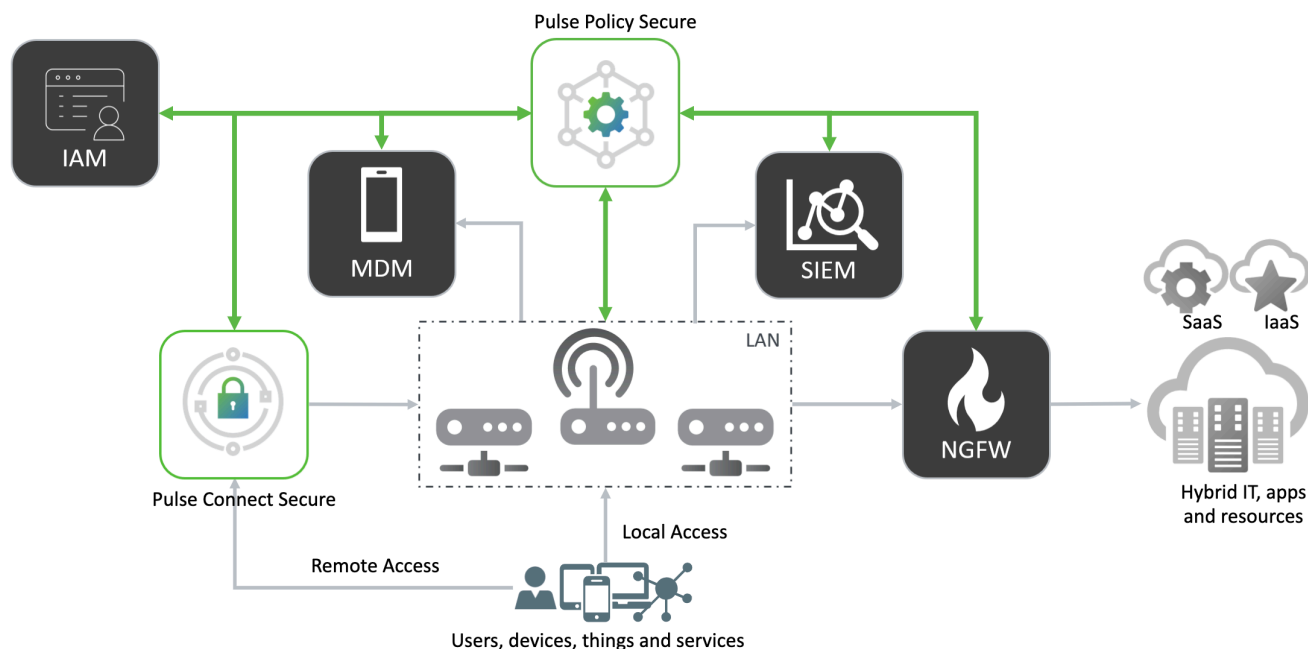 Pulse Policy Secure
IAM
MDM
SIEM
SaaS
IaaS
LAN
NGFW
Pulse Connect Secure
Hybrid IT, apps
and resources
Local Access
Remote Access
Users, devices, things and services